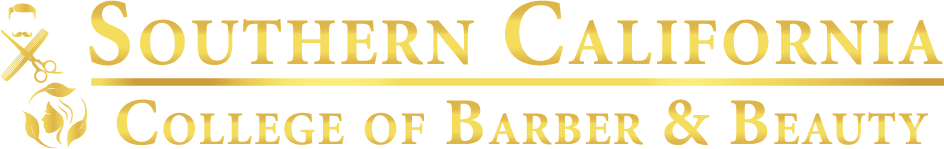 Southern California
College of Barber & Beauty